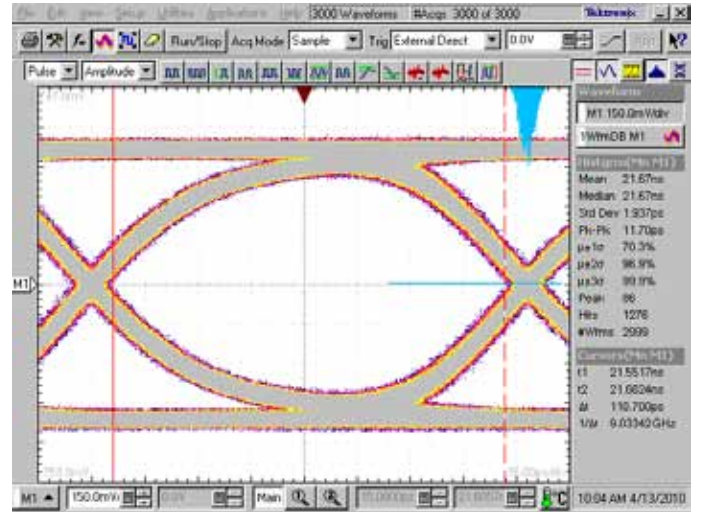 3000 Waveforms #Acqs 3000 of 3000 Tektronix
Run/Stop Acq Mode Sample Trig External Direct 0.0V
Pulse Amplitude
Waveform
M1 150.0mV/div
1WfmDB M1
Mean 21.67ns
Median 21.67ns
Std Dev 1.937ps
Pk-Pk 11.70ps
µ±1σ 70.3%
µ±2σ 96.9%
µ±3σ 99.9%
Peak 86
Hits 1276
#Wfms 2999
M1
t1 21.5517ns
t2 21.6624ns
Δt 110.700ps
1/Δt 9.03342GHz
M1 150.0mV/ Main °C 10:04 AM 4/13/2010